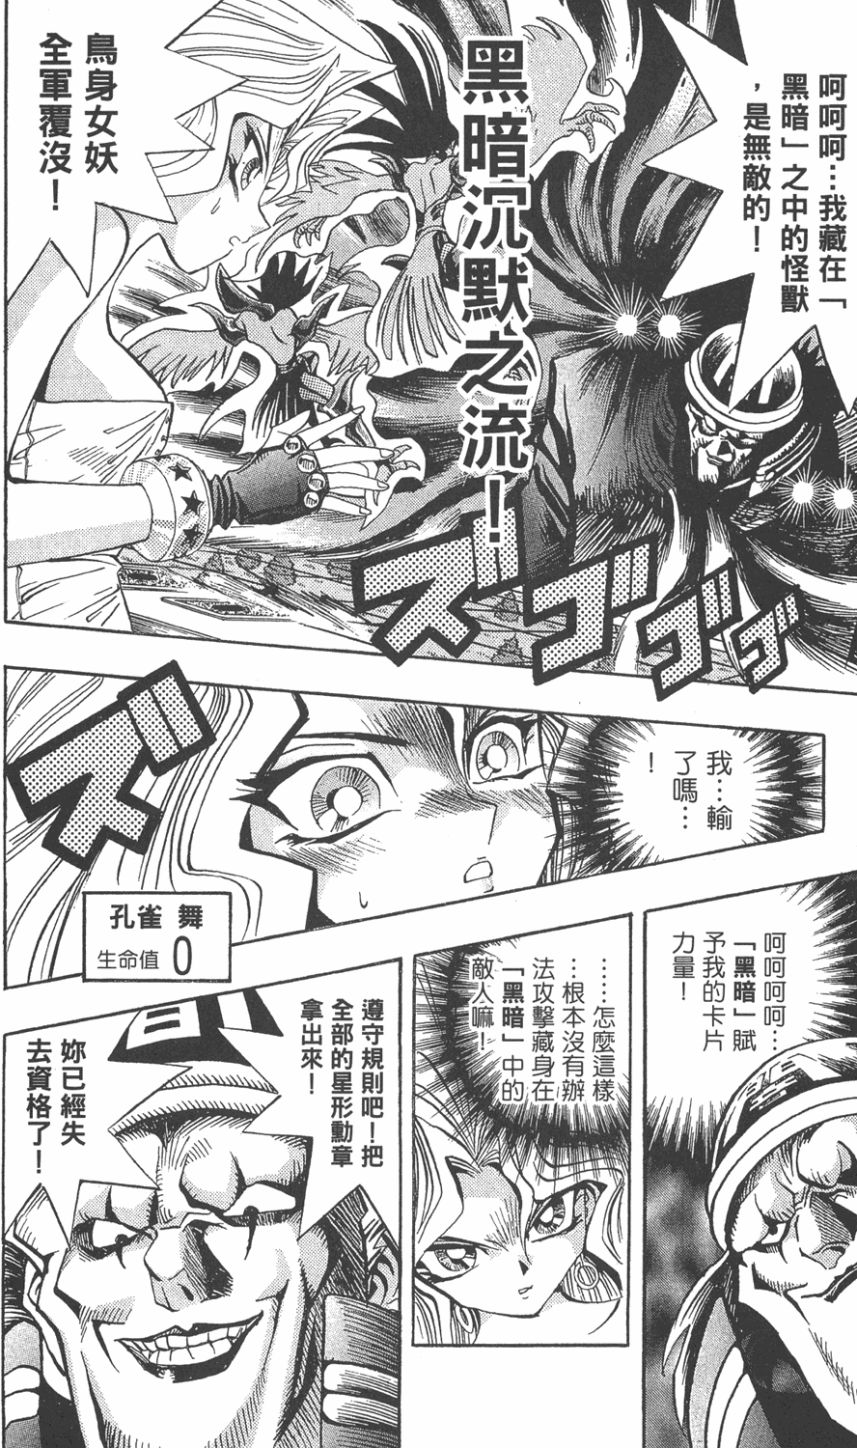 呵呵呵…我藏在「
黑暗」之中的怪獸
，是無敵的！
黑暗沉默之流！
鳥身女妖
全軍覆沒！
ズゴゴゴ
我…輸
了嗎…
！
ズ
孔雀 舞
生命值 0
呵呵呵呵…
「黑暗」賦
予我的卡片
力量！
……怎麼這樣
…根本沒有辦
法攻擊藏身在
「黑暗」中的
敵人嘛！
遵守規則吧！把
全部的星形勳章
拿出來！
妳已經失
去資格了！